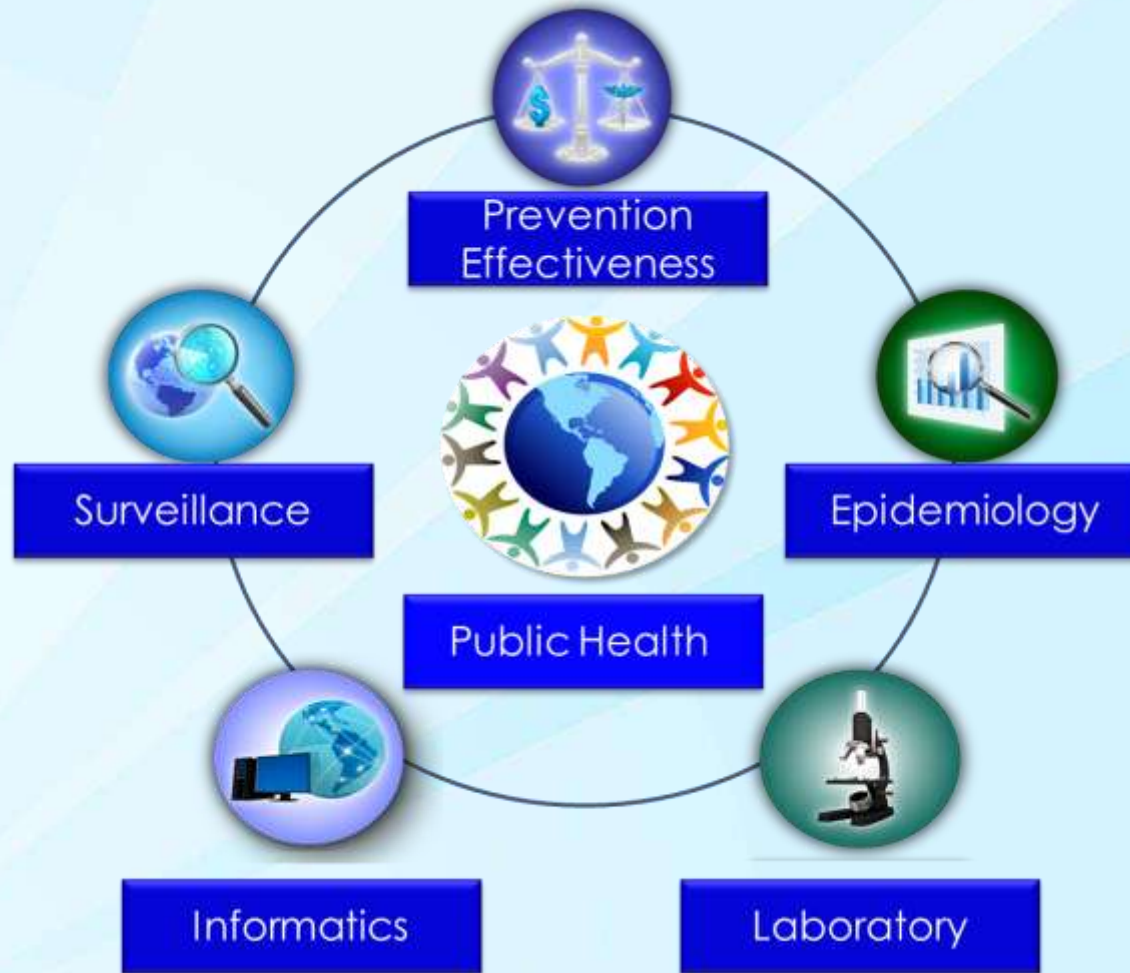 Prevention
Effectiveness
Surveillance
Epidemiology
Public Health
Informatics
Laboratory